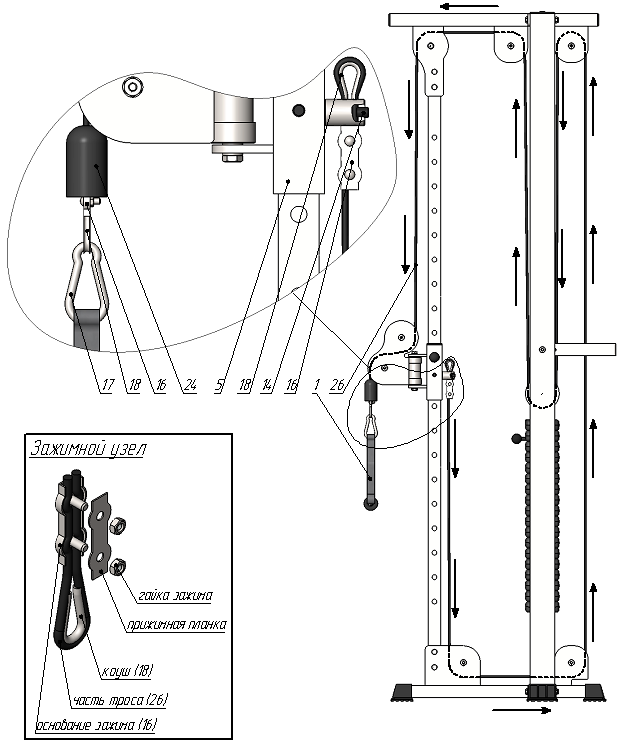 17 18 16 24 5 18 14 16 1 26
Зажимной узел
гайка зажима
прижимная планка
коуш (18)
часть троса (26)
основание зажима (16)